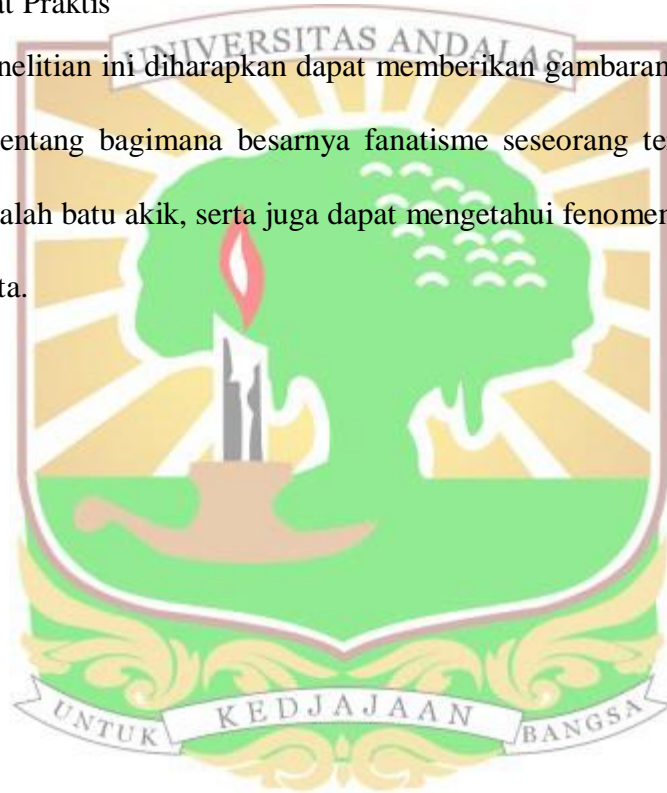 at Praktis
UNIVERSITAS ANDALAS
nelitian ini diharapkan dapat memberikan gambaran
entang bagimana besarnya fanatisme seseorang te
alah batu akik, serta juga dapat mengetahui fenomen
ta.
UNTUK KEDJAJAAN BANGSA